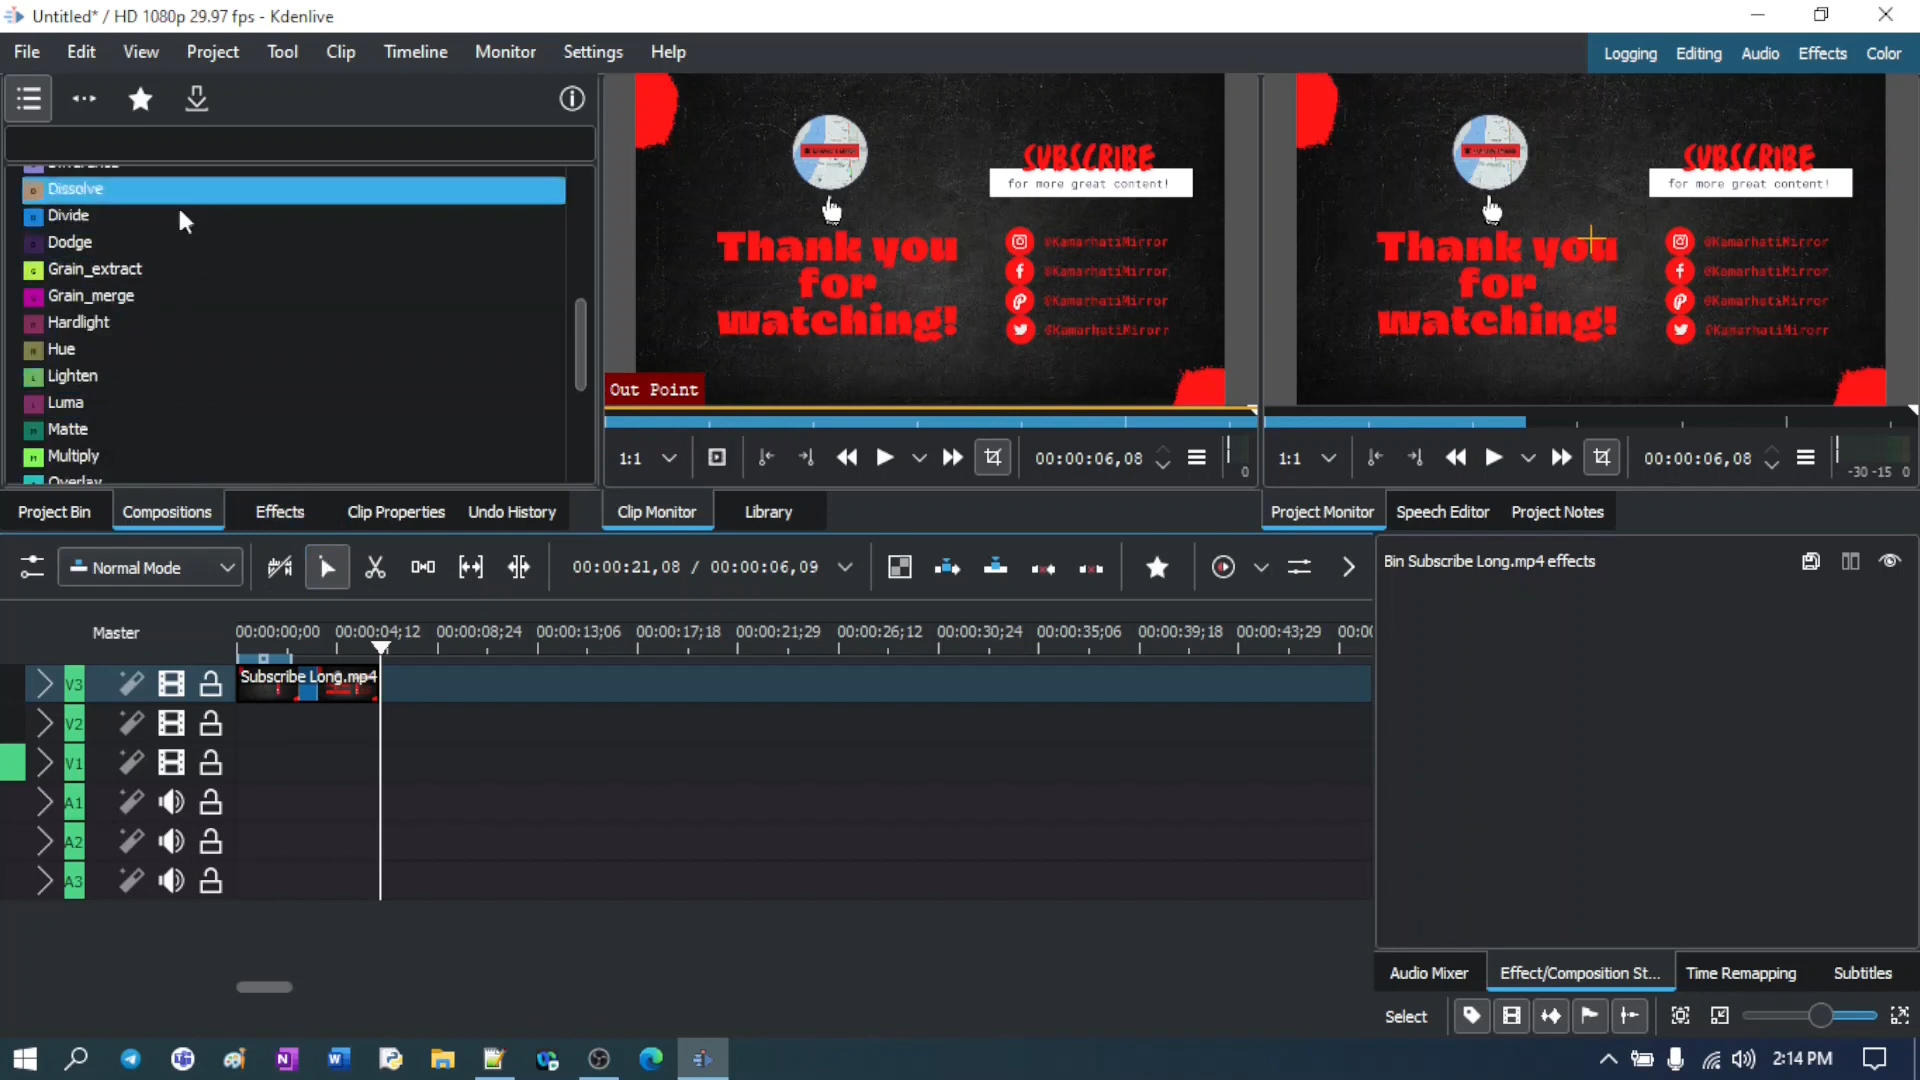 Untitled* / HD 1080p 29.97 fps - Kdenlive
File Edit View Project Tool Clip Timeline Monitor Settings Help
Logging Editing Audio Effects Color
Dissolve
Divide
Dodge
Grain_extract
Grain_merge
Hardlight
Hue
Lighten
Luma
Matte
Multiply
Overlay
SUBSCRIBE
for more great content!
Thank you
for
watching!
@KamarhatiMirror
@KamarhatiMirror
@KamarhatiMirror
@KamarhatiMirorr
Out Point
1:1
00:00:06,08
0
SUBSCRIBE
for more great content!
Thank you
for
watching!
@KamarhatiMirror
@KamarhatiMirror
@KamarhatiMirror
@KamarhatiMirorr
1:1
00:00:06,08
-30 -15 0
Project Bin Compositions Effects Clip Properties Undo History
Clip Monitor Library
Project Monitor Speech Editor Project Notes
Normal Mode
00:00:21,08 / 00:00:06,09
Bin Subscribe Long.mp4 effects
Master
00:00:00;00 00:00:04;12 00:00:08;24 00:00:13;06 00:00:17;18 00:00:21;29 00:00:26;12 00:00:30;24 00:00:35;06 00:00:39;18 00:00:43;29
V3
Subscribe Long.mp4
V2
V1
A1
A2
A3
Audio Mixer Effect/Composition St... Time Remapping Subtitles
Select
2:14 PM